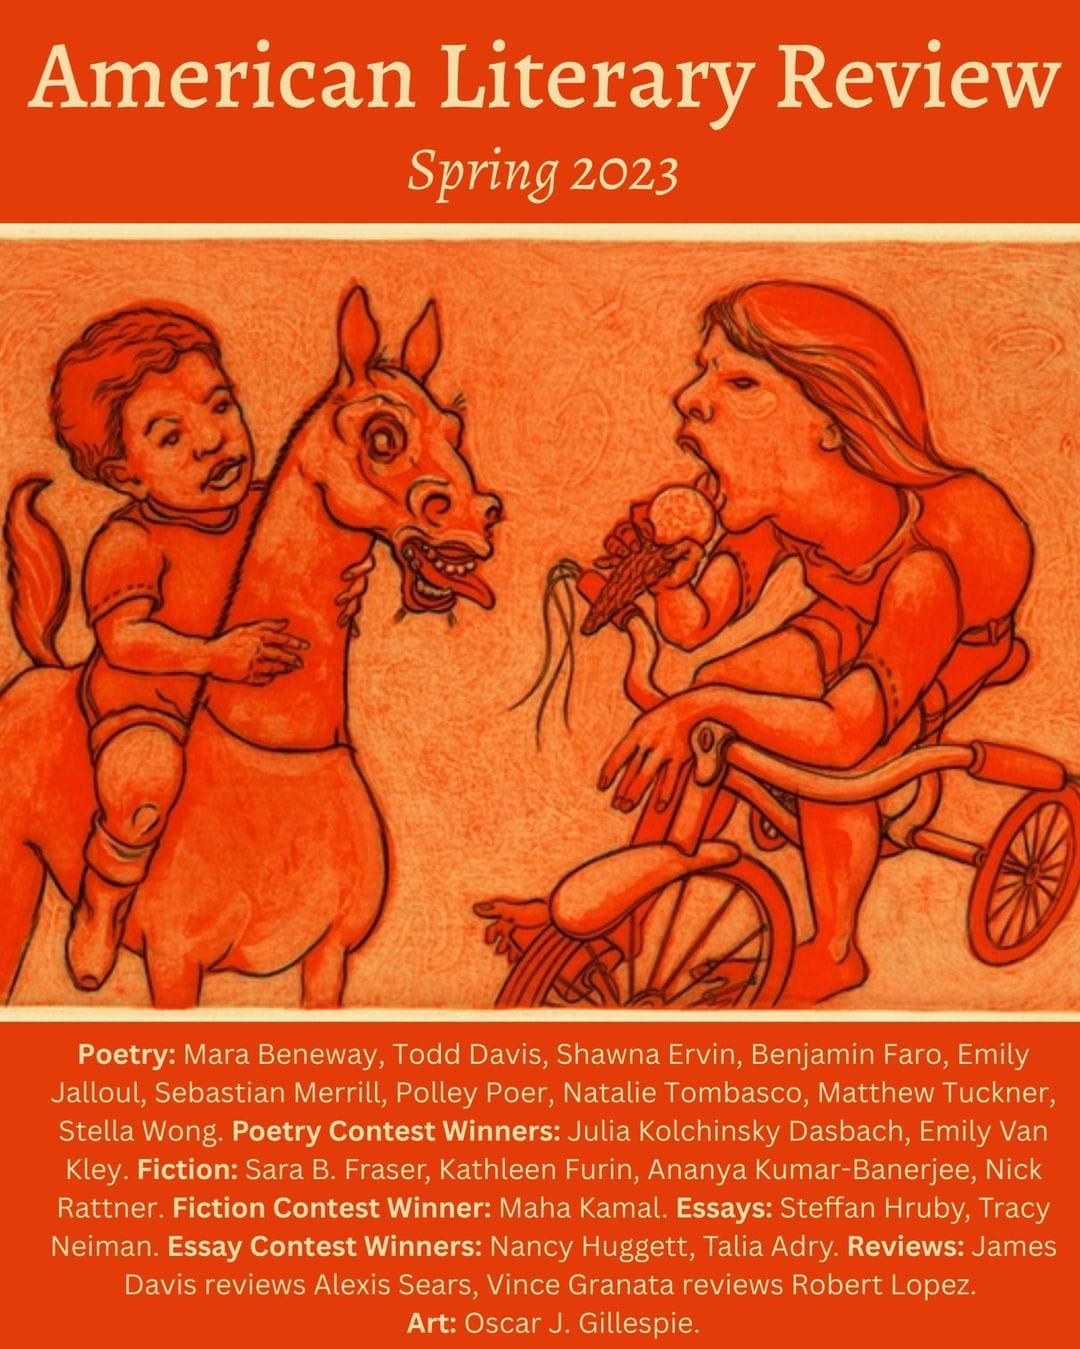 American Literary Review
Spring 2023
Poetry: Mara Beneway, Todd Davis, Shawna Ervin, Benjamin Faro, Emily
Jalloul, Sebastian Merrill, Polley Poer, Natalie Tombasco, Matthew Tuckner,
Stella Wong. Poetry Contest Winners: Julia Kolchinsky Dasbach, Emily Van
Kley. Fiction: Sara B. Fraser, Kathleen Furin, Ananya Kumar-Banerjee, Nick
Rattner. Fiction Contest Winner: Maha Kamal. Essays: Steffan Hruby, Tracy
Neiman. Essay Contest Winners: Nancy Huggett, Talia Adry. Reviews: James
Davis reviews Alexis Sears, Vince Granata reviews Robert Lopez.
Art: Oscar J. Gillespie.